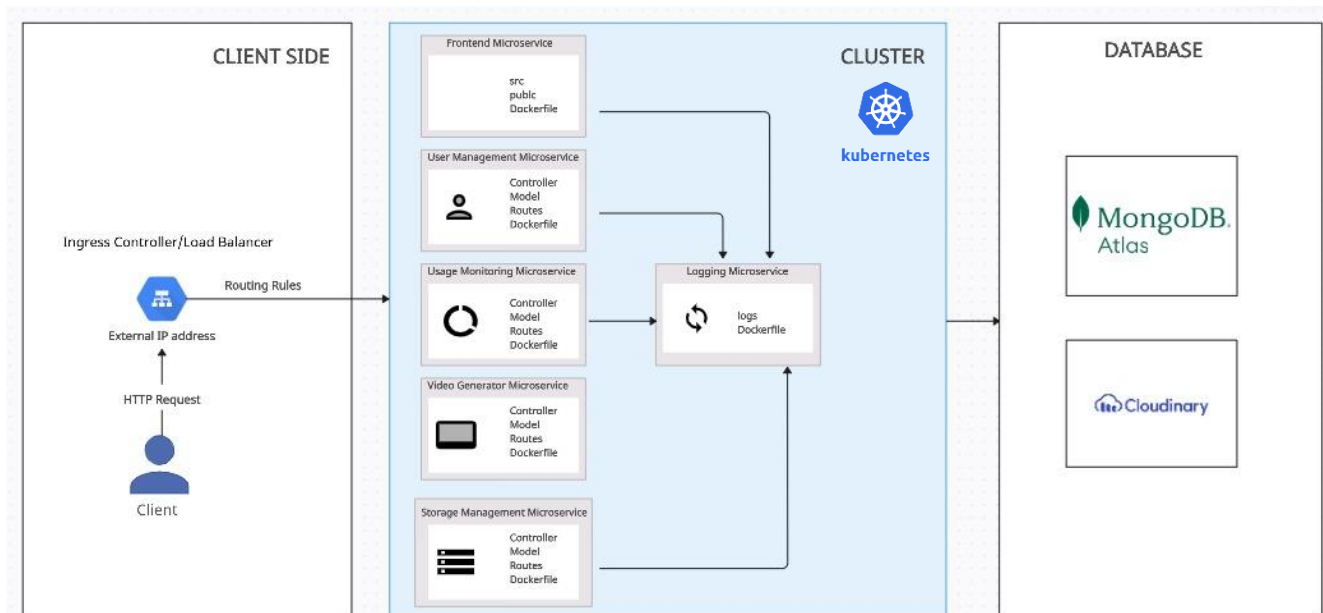 CLIENT SIDE
Ingress Controller/Load Balancer
Routing Rules
External IP address
HTTP Request
Client
CLUSTER
kubernetes
Frontend Microservice
src
publc
Dockerfile
User Management Microservice
Controller
Model
Routes
Dockerfile
Usage Monitoring Microservice
Controller
Model
Routes
Dockerfile
Video Generator Microservice
Controller
Model
Routes
Dockerfile
Storage Management Microservice
Controller
Model
Routes
Dockerfile
Logging Microservice
logs
Dockerfile
DATABASE
MongoDB.
Atlas
Cloudinary